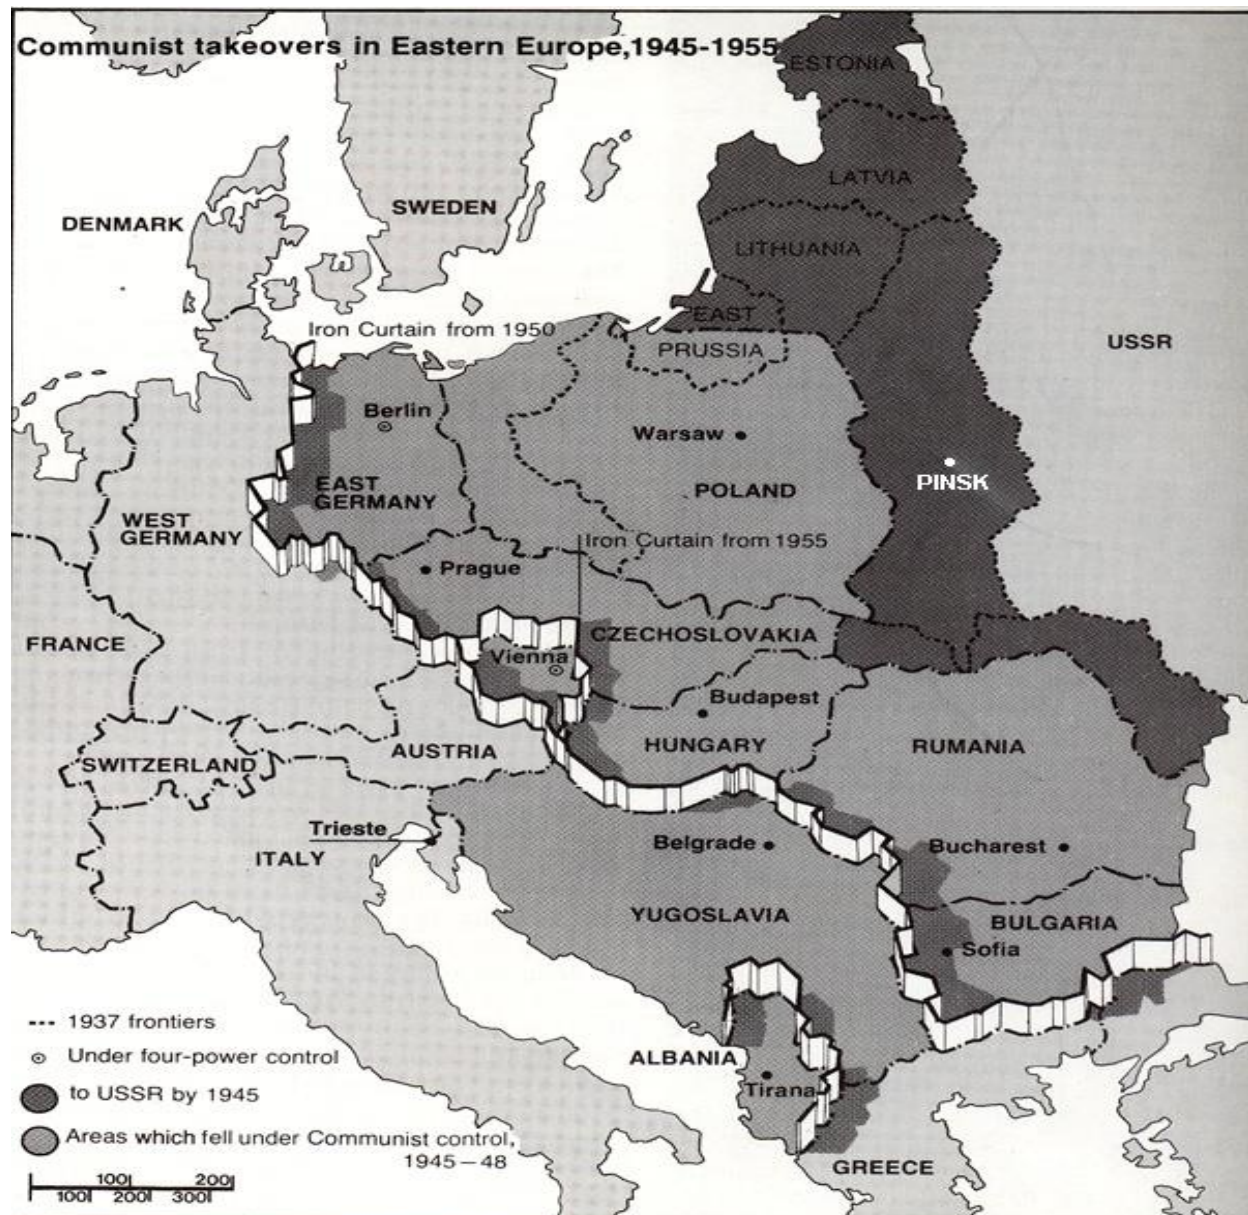 Communist takeovers in Eastern Europe,1945-1955
ESTONIA
LATVIA
SWEDEN
DENMARK
LITHUANIA
EAST
PRUSSIA
Iron Curtain from 1950
USSR
Berlin
Warsaw
PINSK
EAST
GERMANY
POLAND
WEST
GERMANY
Iron Curtain from 1955
Prague
FRANCE
CZECHOSLOVAKIA
Vienna
Budapest
AUSTRIA
HUNGARY
RUMANIA
SWITZERLAND
Trieste
ITALY
Belgrade
Bucharest
YUGOSLAVIA
BULGARIA
Sofia
ALBANIA
Tirana
GREECE
1937 frontiers
Under four-power control
to USSR by 1945
Areas which fell under Communist control,
1945-48
100 200
100 200 300